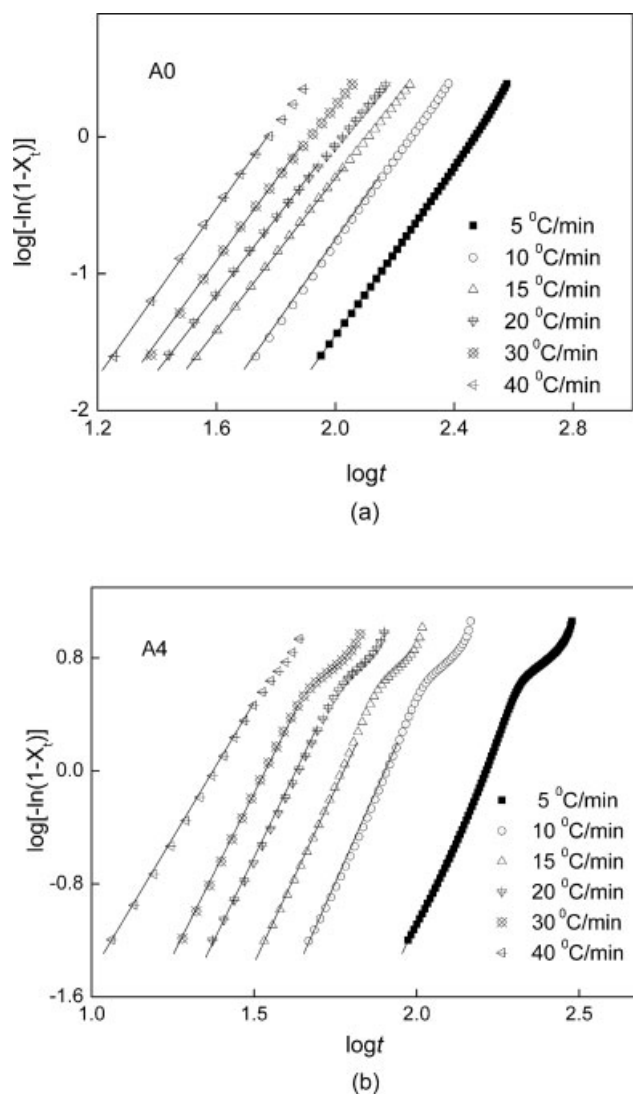 A0
log[-ln(1-Xt)]
0
-1
-2
5 ⁰C/min
10 ⁰C/min
15 ⁰C/min
20 ⁰C/min
30 ⁰C/min
40 ⁰C/min
1.2 1.6 2.0 2.4 2.8
logt
(a)
A4
log[-ln(1-Xt)]
0.8
0.0
-0.8
-1.6
5 ⁰C/min
10 ⁰C/min
15 ⁰C/min
20 ⁰C/min
30 ⁰C/min
40 ⁰C/min
1.0 1.5 2.0 2.5
logt
(b)